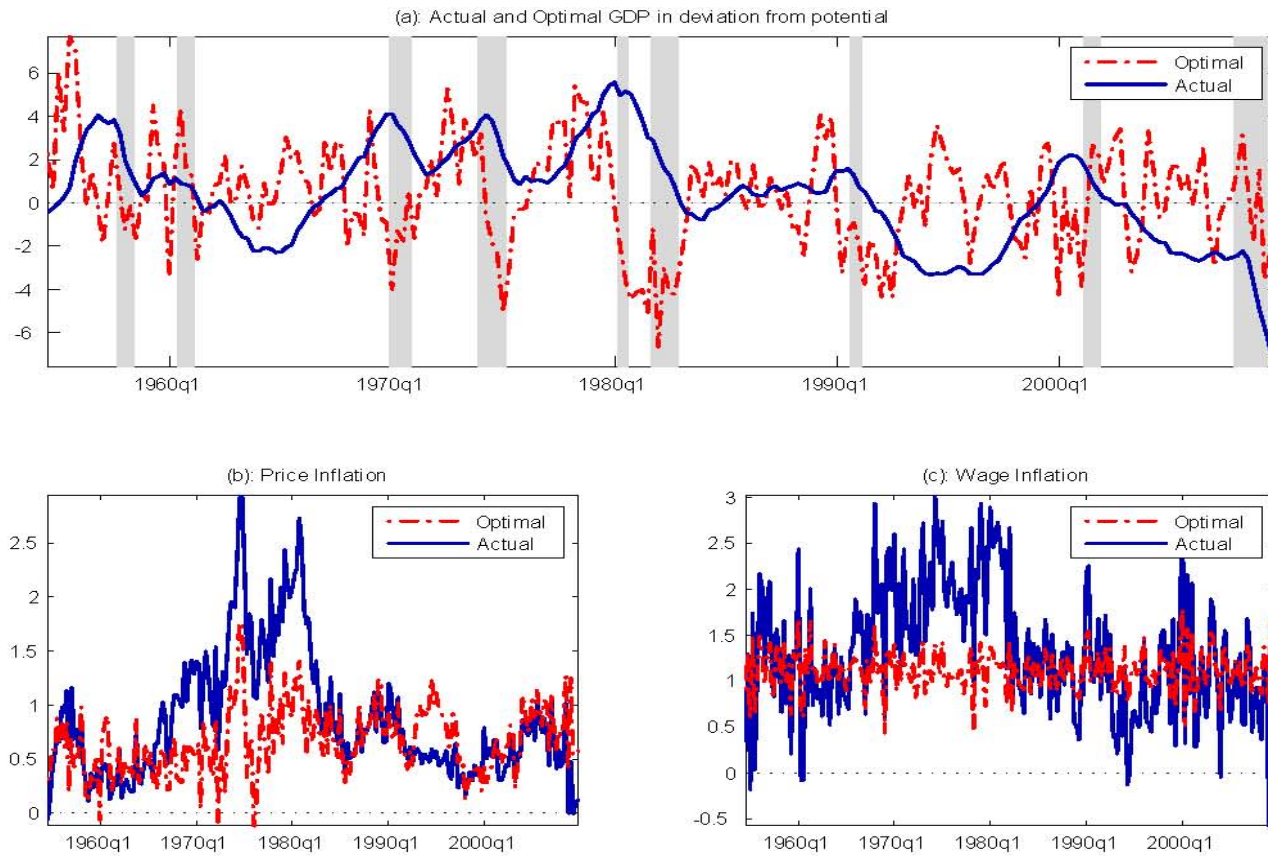 (a): Actual and Optimal GDP in deviation from potential
Optimal
Actual
6
4
2
0
-2
-4
-6
1960q1 1970q1 1980q1 1990q1 2000q1
(b): Price Inflation
Optimal
Actual
2.5
2
1.5
1
0.5
0
1960q1 1970q1 1980q1 1990q1 2000q1
(c): Wage Inflation
Optimal
Actual
3
2.5
2
1.5
1
0.5
0
-0.5
1960q1 1970q1 1980q1 1990q1 2000q1